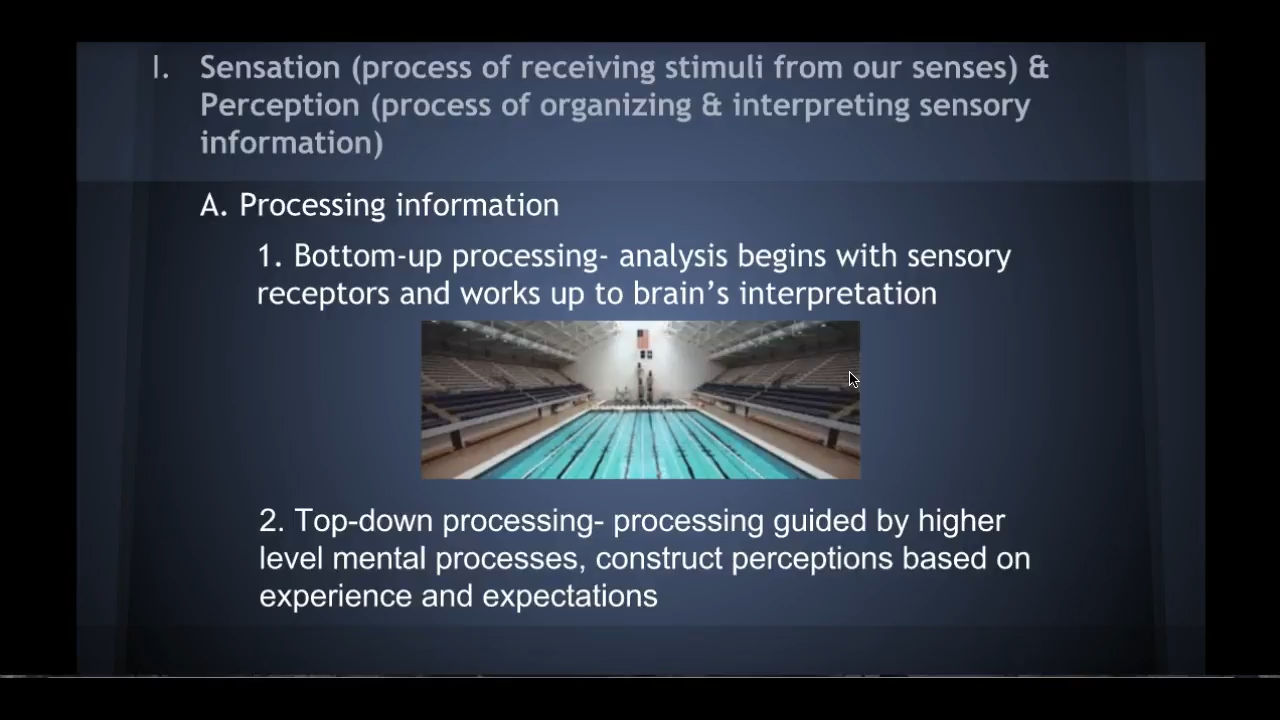 I. Sensation (process of receiving stimuli from our senses) &
Perception (process of organizing & interpreting sensory
information)
A. Processing information
1. Bottom-up processing- analysis begins with sensory
receptors and works up to brain’s interpretation
2. Top-down processing- processing guided by higher
level mental processes, construct perceptions based on
experience and expectations